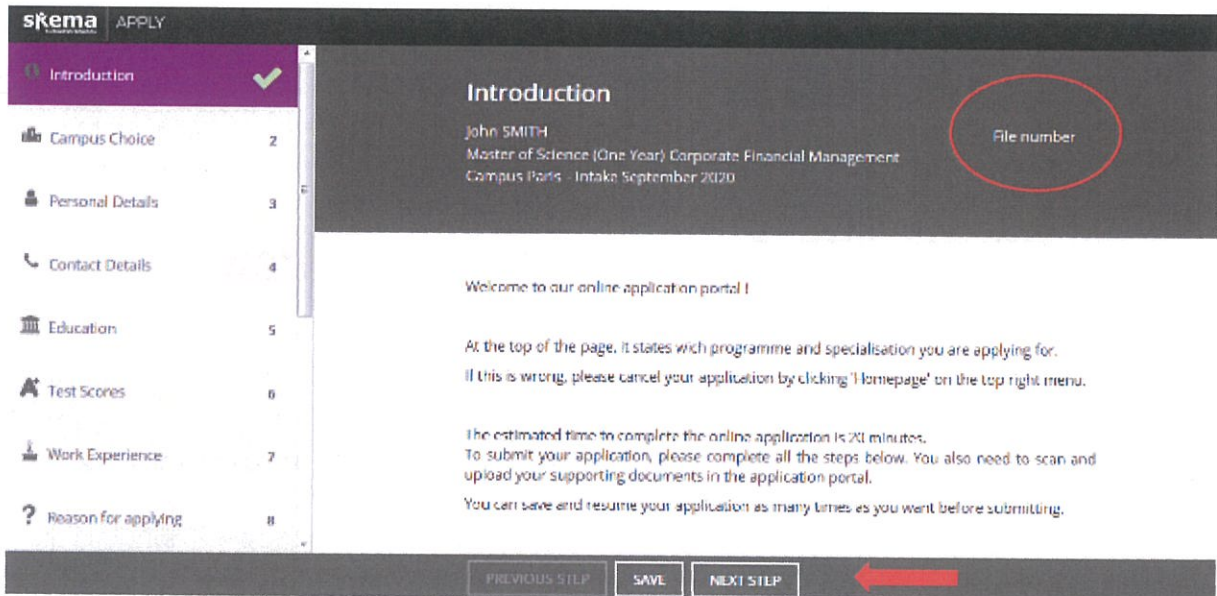 skema APPLY
Introduction
Campus Choice 2
Personal Details 3
Contact Details 4
Education 5
Test Scores 6
Work Experience 7
Reason for applying 8
Introduction
John SMITH
Master of Science (One Year) Corporate Financial Management
Campus Paris - Intake September 2020
File number
Welcome to our online application portal !
At the top of the page, it states wich programme and specialisation you are applying for.
If this is wrong, please cancel your application by clicking 'Homepage' on the top right menu.
The estimated time to complete the online application is 20 minutes.
To submit your application, please complete all the steps below. You also need to scan and
upload your supporting documents in the application portal.
You can save and resume your application as many times as you want before submitting.
PREVIOUS STEP SAVE NEXT STEP